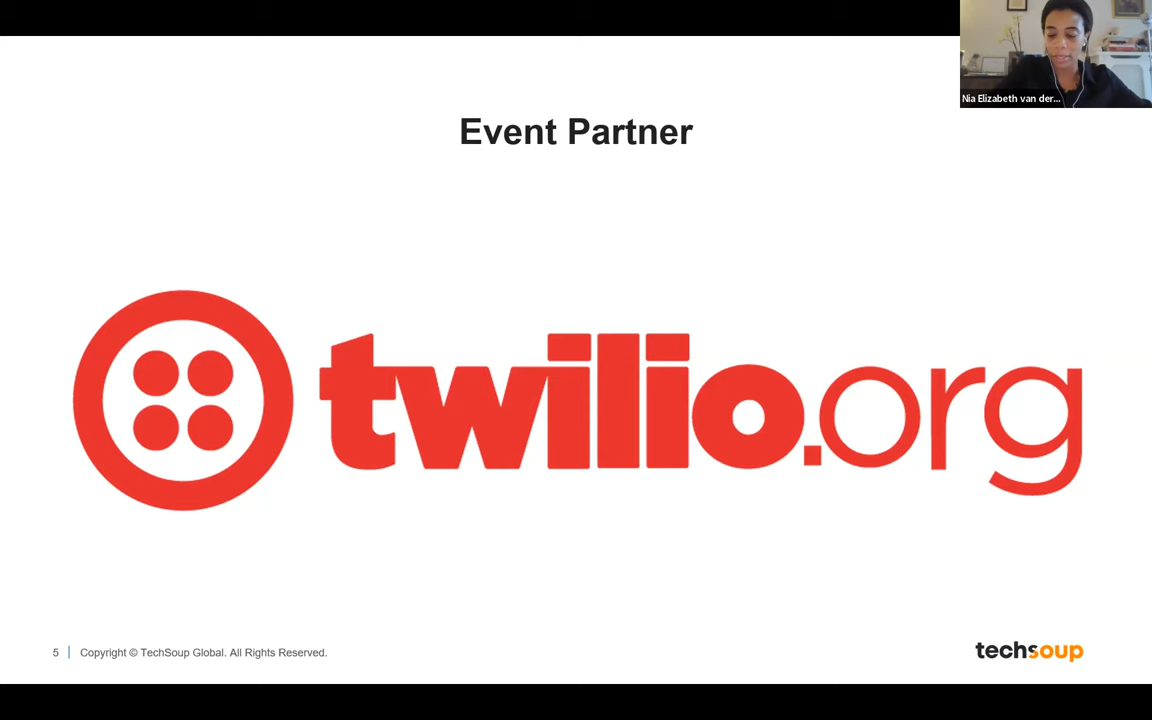 Nia Elizabeth van der...
Event Partner
twilio.org
5 | Copyright © TechSoup Global. All Rights Reserved.
techsoup